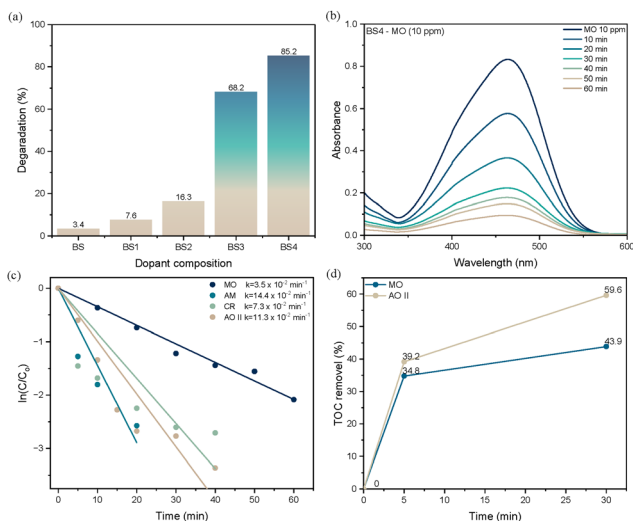 (a)
Degaradation (%)
100
80
60
40
20
0
3.4
7.6
16.3
68.2
85.2
BS
BS1
BS2
BS3
BS4
Dopant composition
(b)
BS4 - MO (10 ppm)
MO 10 ppm
10 min
20 min
30 min
40 min
50 min
60 min
Absorbance
1.0
0.8
0.6
0.4
0.2
0.0
300
400
500
600
Wavelength (nm)
(c)
MO k=3.5 x 10⁻² min⁻¹
AM k=14.4 x 10⁻² min⁻¹
CR k=7.3 x 10⁻² min⁻¹
AO II k=11.3 x 10⁻² min⁻¹
ln(C/C₀)
0
−1
−2
−3
0
10
20
30
40
50
60
Time (min)
(d)
MO
AO II
TOC removel (%)
60
50
40
30
20
10
0
0
34.8
39.2
43.9
59.6
0
5
10
15
20
25
30
Time (min)